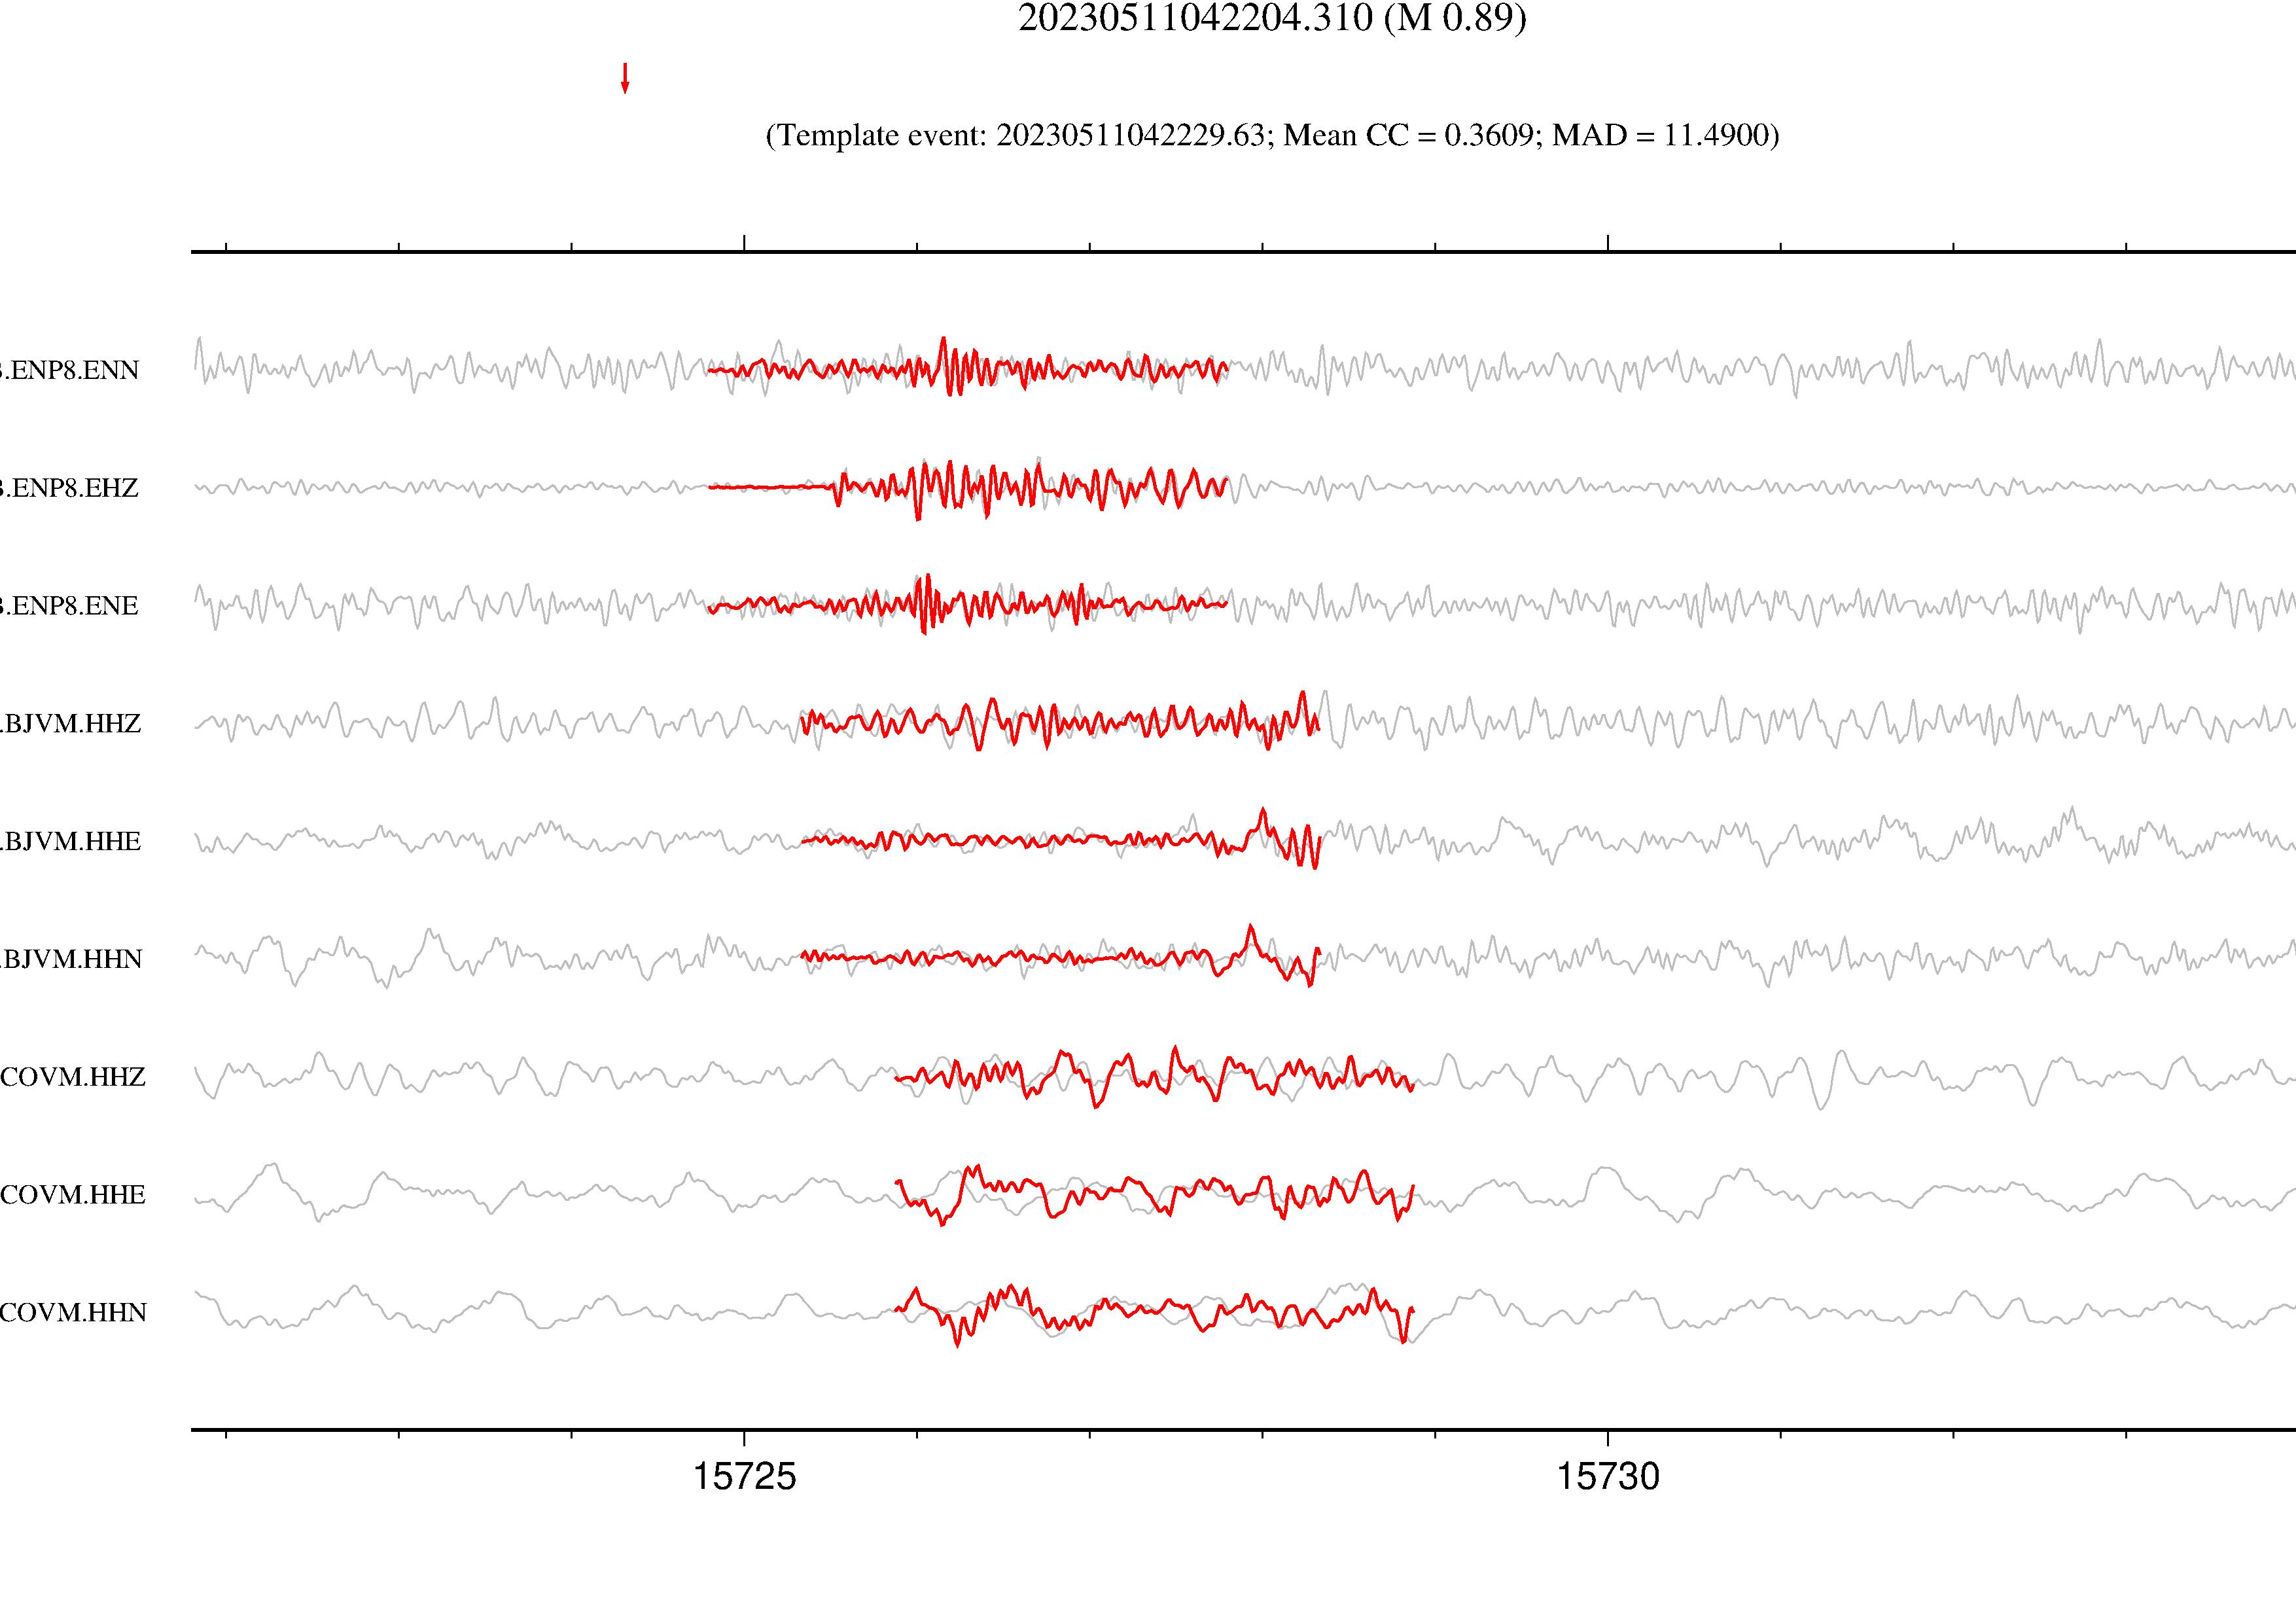 20230511042204.310 (M 0.89)
(Template event: 20230511042229.63; Mean CC = 0.3609; MAD = 11.4900)
.ENP8.ENN
.ENP8.EHZ
.ENP8.ENE
.BJVM.HHZ
.BJVM.HHE
.BJVM.HHN
COVM.HHZ
COVM.HHE
COVM.HHN
15725
15730